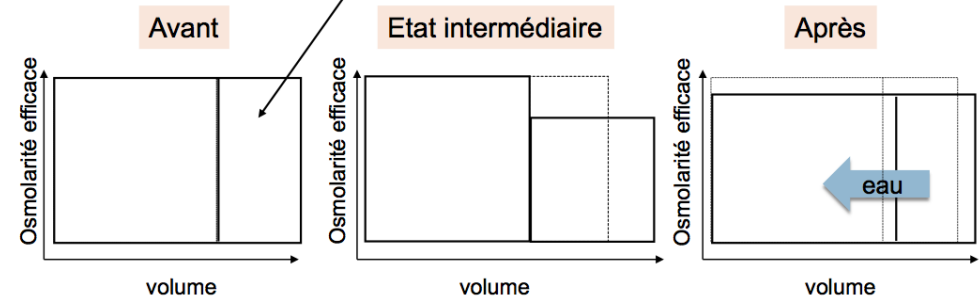 Avant
Etat intermédiaire
Après
Osmolarité efficace
volume
Osmolarité efficace
volume
Osmolarité efficace
eau
volume